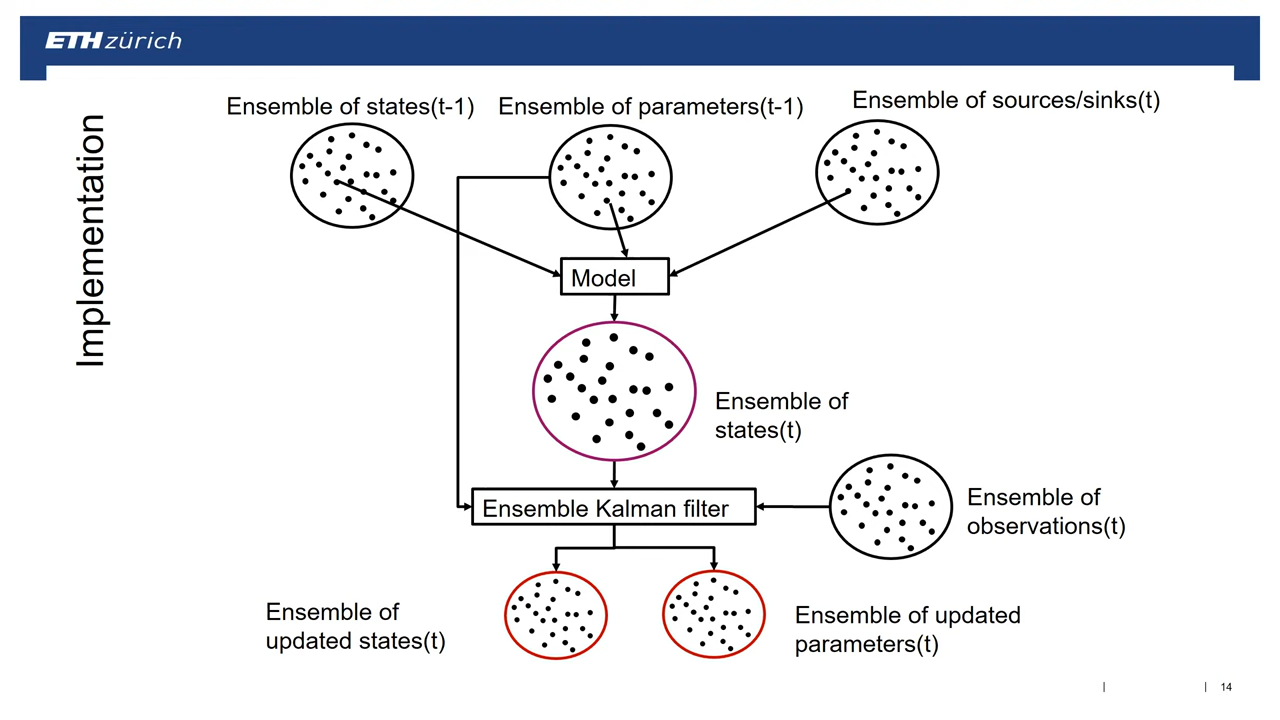 ETH zürich
Implementation
Ensemble of states(t-1)
Ensemble of parameters(t-1)
Ensemble of sources/sinks(t)
Model
Ensemble of
states(t)
Ensemble Kalman filter
Ensemble of
observations(t)
Ensemble of
updated states(t)
Ensemble of updated
parameters(t)
| | 14